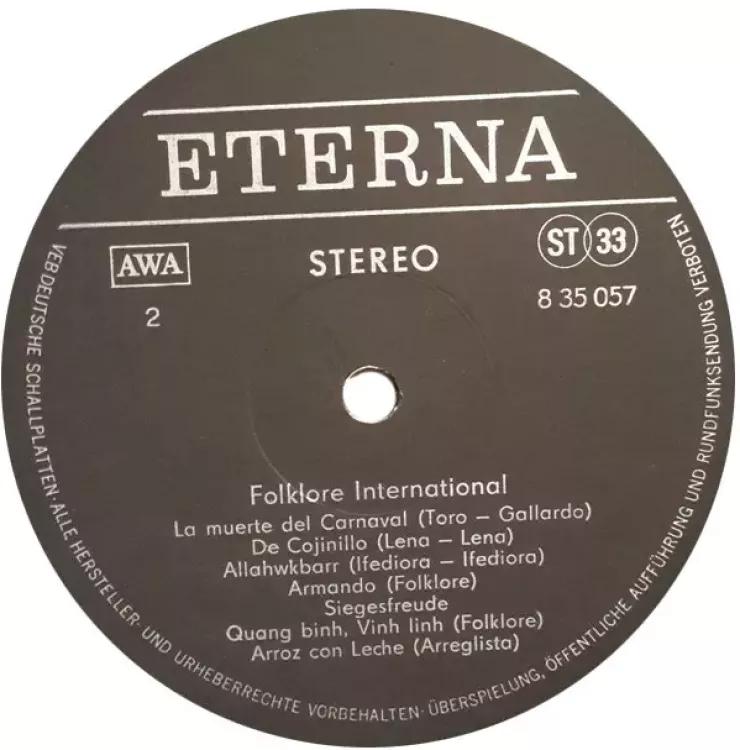 ETERNA
AWA
STEREO
ST 33
2
8 35 057
Folklore International
La muerte del Carnaval (Toro – Gallardo)
De Cojinillo (Lena – Lena)
Allahwkbarr (Ifediora – Ifediora)
Armando (Folklore)
Siegesfreude
Quang binh, Vinh linh (Folklore)
Arroz con Leche (Arreglista)
VEB DEUTSCHE SCHALLPLATTEN · ALLE HERSTELLER- UND URHEBERRECHTE VORBEHALTEN · ÜBERSPIELUNG, ÖFFENTLICHE AUFFÜHRUNG UND RUNDFUNKSENDUNG VERBOTEN